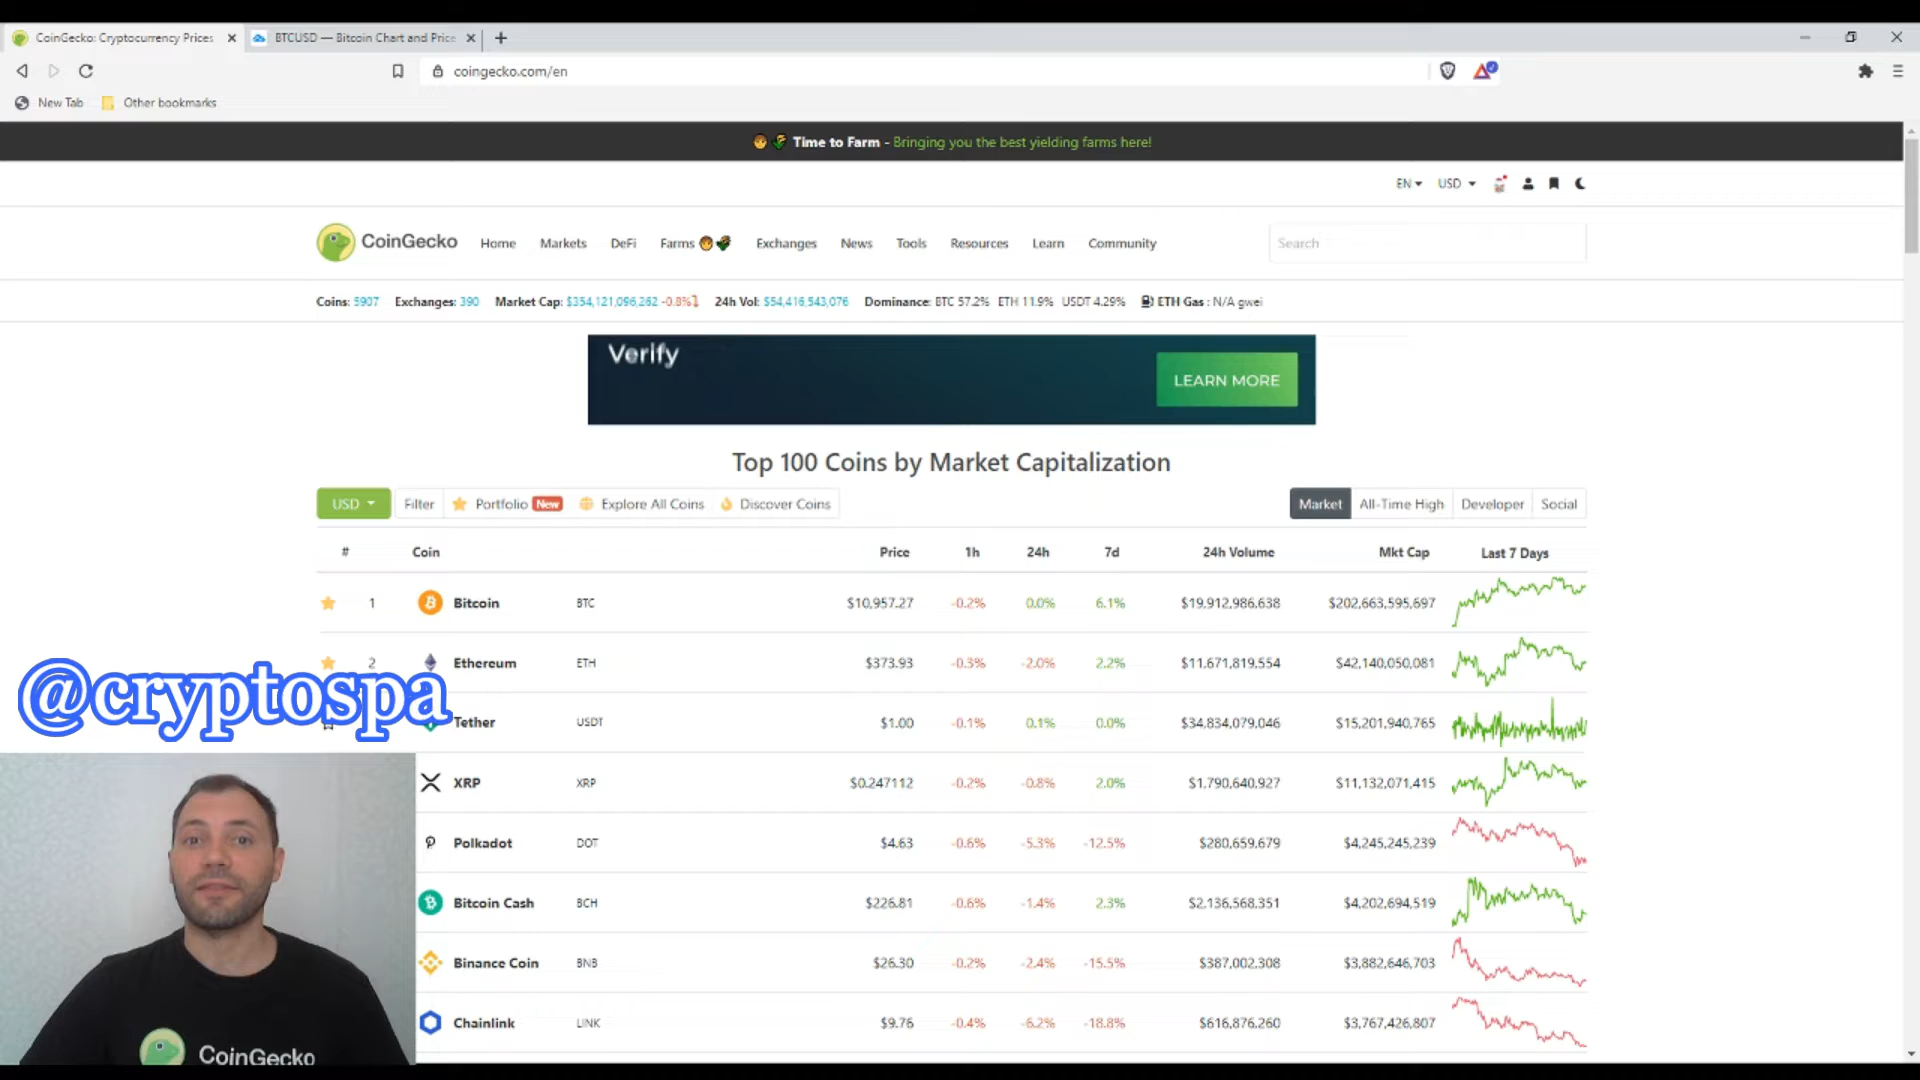 CoinGecko: Cryptocurrency Prices
BTCUSD — Bitcoin Chart and Price
coingecko.com/en
New Tab
Other bookmarks
Time to Farm - Bringing you the best yielding farms here!
EN USD
CoinGecko Home Markets DeFi Farms Exchanges News Tools Resources Learn Community Search
Coins: 5907 Exchanges: 390 Market Cap: $354,121,096,262 -0.8% 24h Vol: $54,416,543,076 Dominance: BTC 57.2% ETH 11.9% USDT 4.29% ETH Gas : N/A gwei
Verify
LEARN MORE
Top 100 Coins by Market Capitalization
USD Filter Portfolio New Explore All Coins Discover Coins Market All-Time High Developer Social
# Coin Price 1h 24h 7d 24h Volume Mkt Cap Last 7 Days
1 Bitcoin BTC $10,957.27 -0.2% 0.0% 6.1% $19,912,986,638 $202,663,595,697
2 Ethereum ETH $373.93 -0.3% -2.0% 2.2% $11,671,819,554 $42,140,050,081
@cryptospa
Tether USDT $1.00 -0.1% 0.1% 0.0% $34,834,079,046 $15,201,940,765
XRP XRP $0.247112 -0.2% -0.8% 2.0% $1,790,640,927 $11,132,071,415
Polkadot DOT $4.63 -0.6% -5.3% -12.5% $280,659,679 $4,245,245,239
Bitcoin Cash BCH $226.81 -0.6% -1.4% 2.3% $2,136,568,351 $4,202,694,519
Binance Coin BNB $26.30 -0.2% -2.4% -15.5% $387,002,308 $3,882,646,703
Chainlink LINK $9.76 -0.4% -6.2% -18.8% $616,876,260 $3,767,426,807
CoinGecko